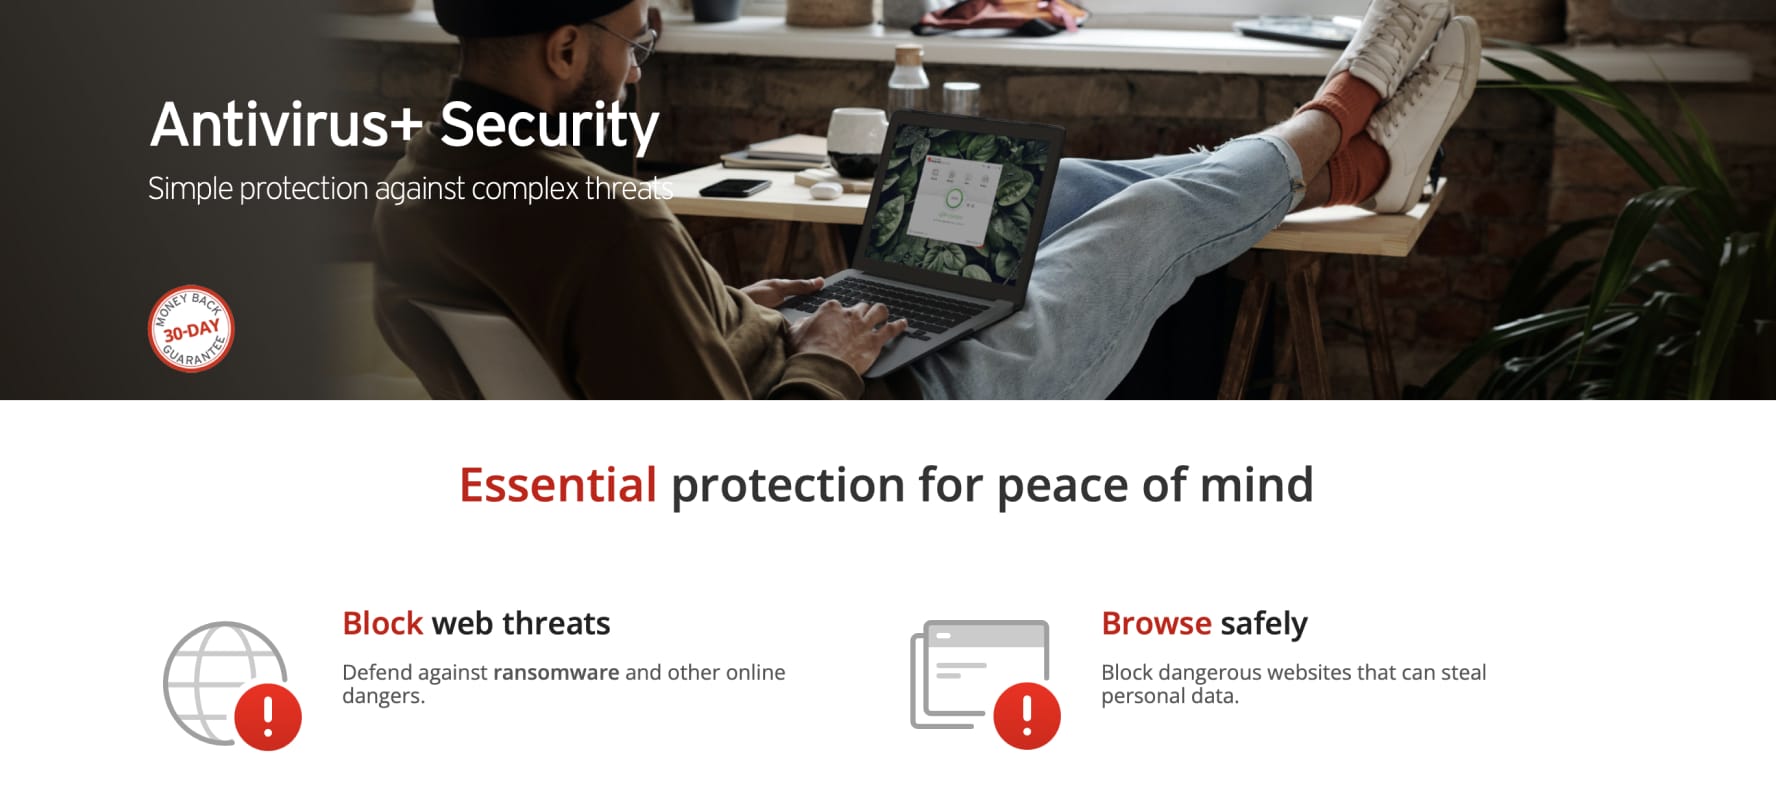 Antivirus+ Security
Simple protection against complex threats
MONEY BACK
30-DAY
GUARANTEE
Essential protection for peace of mind
Block web threats
Defend against ransomware and other online
dangers.
Browse safely
Block dangerous websites that can steal
personal data.